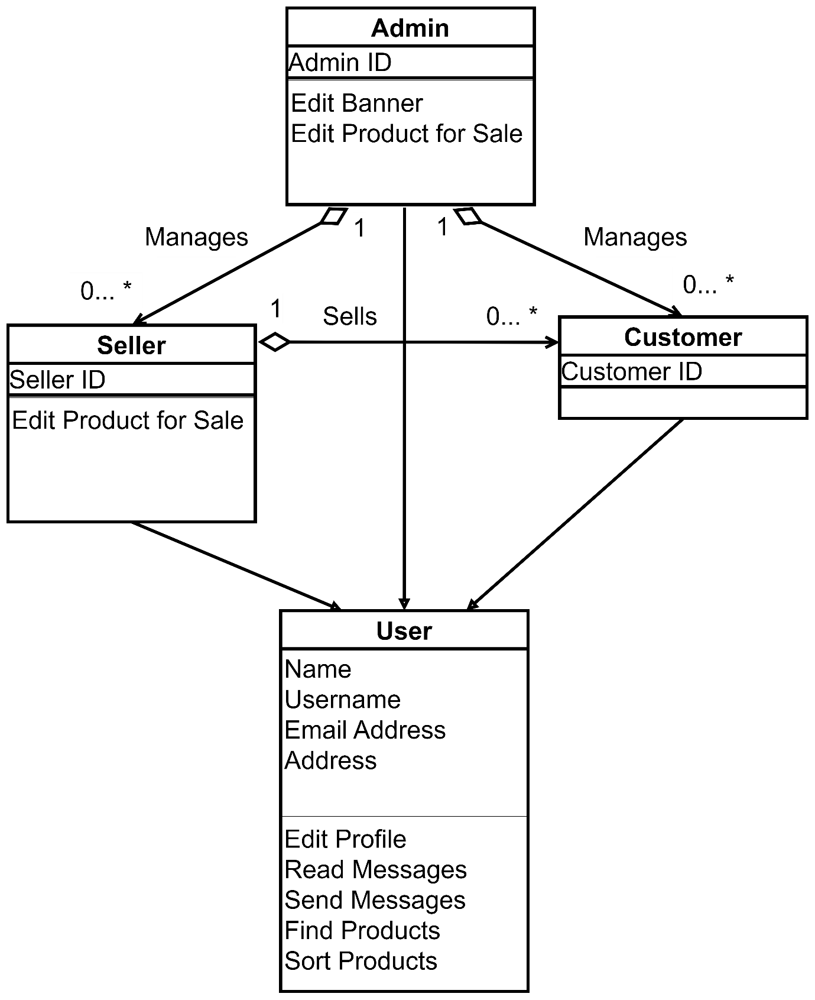 Admin
Admin ID
Edit Banner
Edit Product for Sale
1
1
Manages
Manages
0... *
0... *
1
Sells
0... *
Seller
Seller ID
Edit Product for Sale
Customer
Customer ID
User
Name
Username
Email Address
Address
Edit Profile
Read Messages
Send Messages
Find Products
Sort Products